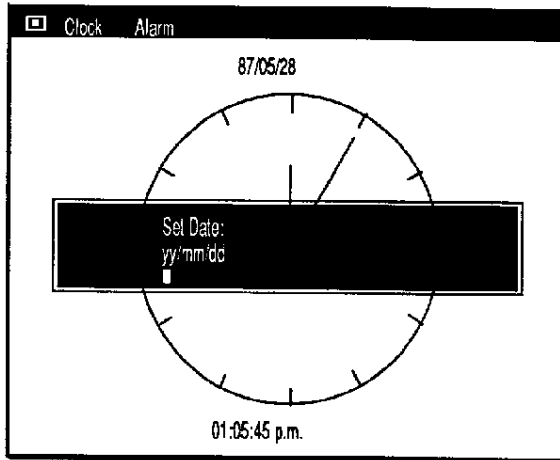 Clock Alarm
87/05/28
Set Date:
yy/mm/dd
01:05:45 p.m.